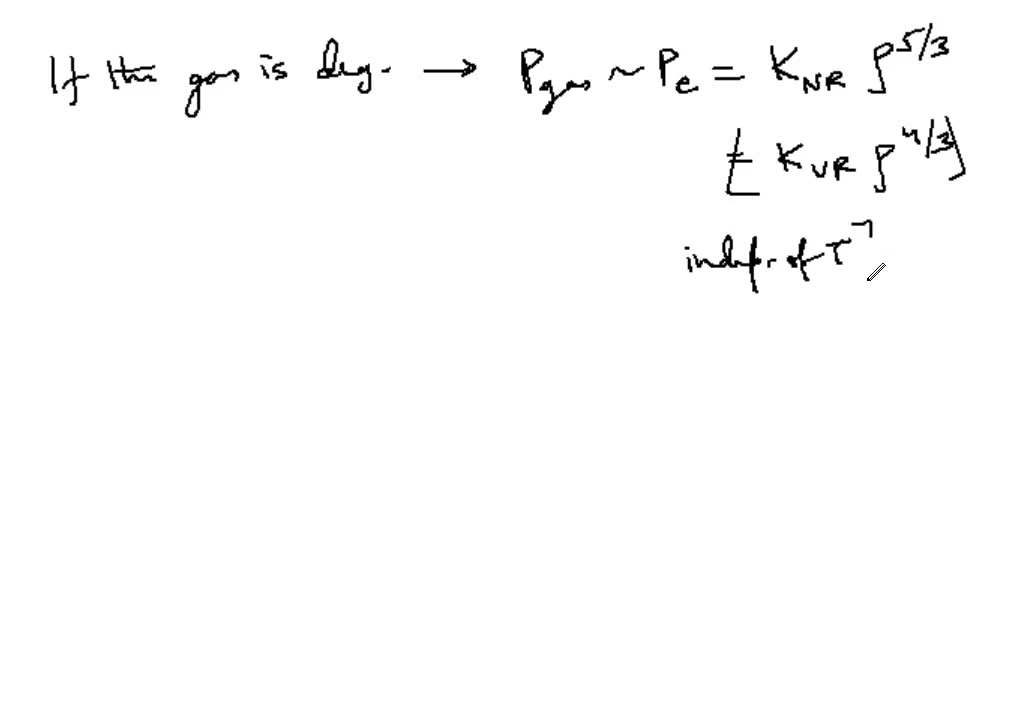 If the gas is deg. → P_gas ~ P_e = K_NR ρ^5/3
[= K_UR ρ^4/3]
indep. of T